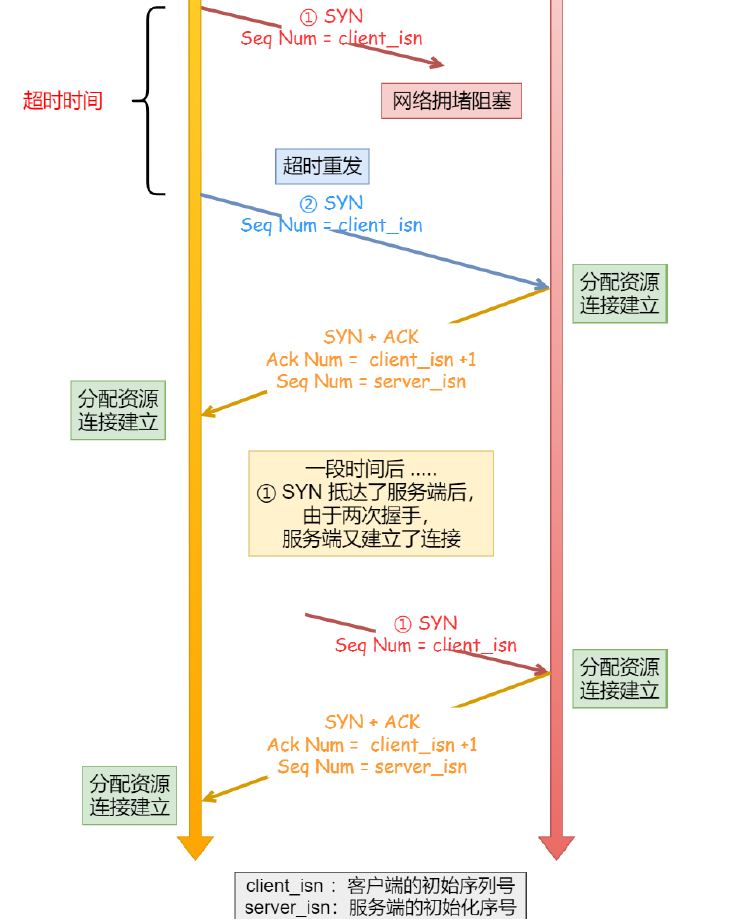 ① SYN
Seq Num = client_isn
超时时间
网络拥堵阻塞
超时重发
② SYN
Seq Num = client_isn
分配资源
连接建立
SYN + ACK
Ack Num = client_isn +1
Seq Num = server_isn
分配资源
连接建立
一段时间后 .....
① SYN 抵达了服务端后，
由于两次握手，
服务端又建立了连接
① SYN
Seq Num = client_isn
分配资源
连接建立
SYN + ACK
Ack Num = client_isn +1
Seq Num = server_isn
分配资源
连接建立
client_isn ：客户端的初始序列号
server_isn：服务端的初始化序号